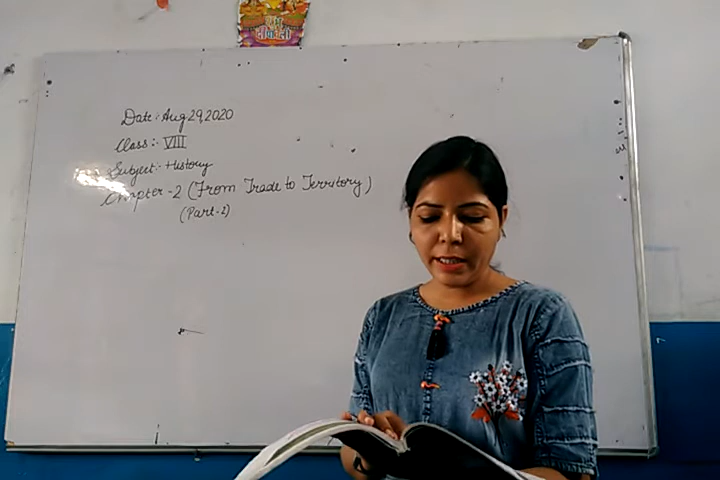 Date:- Aug 29, 2020
Class:- VIII
Subject:- History
Chapter -2 (From Trade to Territory)
(Part-2)